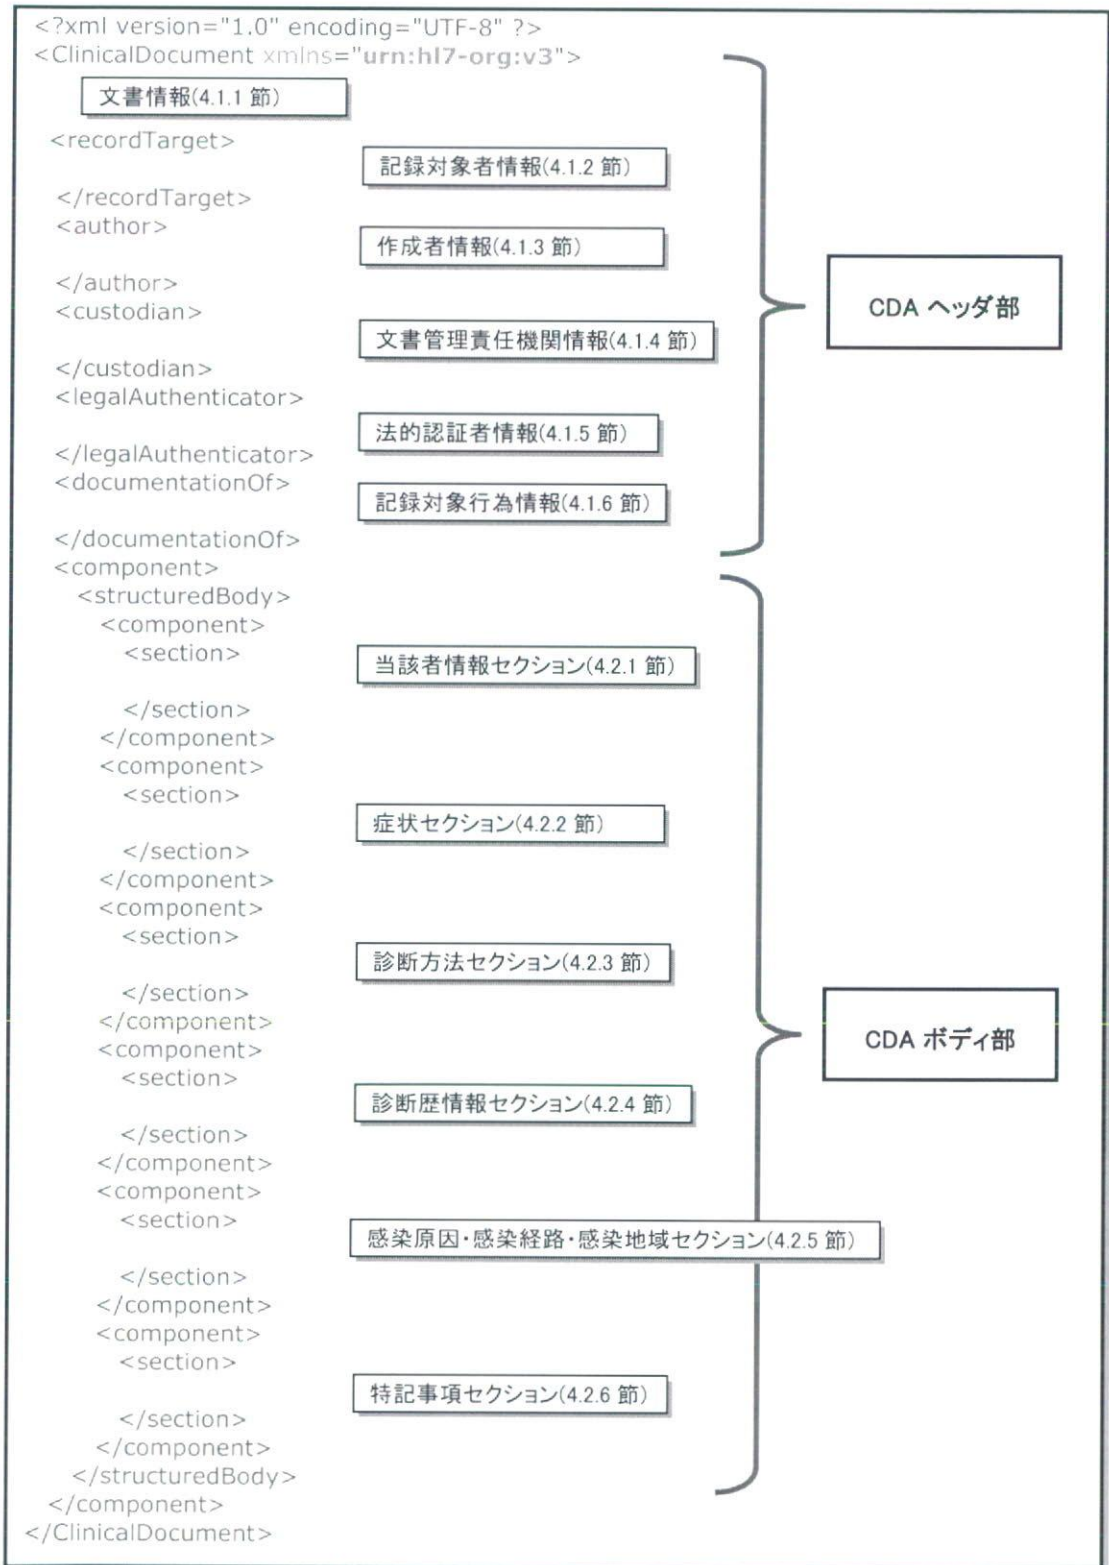 <?xml version="1.0" encoding="UTF-8" ?>
<ClinicalDocument xmlns="urn:hl7-org:v3">
文書情報(4.1.1 節)
<recordTarget>
記録対象者情報(4.1.2 節)
</recordTarget>
<author>
作成者情報(4.1.3 節)
</author>
<custodian>
文書管理責任機関情報(4.1.4 節)
</custodian>
<legalAuthenticator>
法的認証者情報(4.1.5 節)
</legalAuthenticator>
<documentationOf>
記録対象行為情報(4.1.6 節)
</documentationOf>
CDA ヘッダ部
<component>
<structuredBody>
<component>
<section>
当該者情報セクション(4.2.1 節)
</section>
</component>
<component>
<section>
症状セクション(4.2.2 節)
</section>
</component>
<component>
<section>
診断方法セクション(4.2.3 節)
</section>
</component>
<component>
<section>
診断歴情報セクション(4.2.4 節)
</section>
</component>
<component>
<section>
感染原因・感染経路・感染地域セクション(4.2.5 節)
</section>
</component>
<component>
<section>
特記事項セクション(4.2.6 節)
</section>
</component>
</structuredBody>
</component>
</ClinicalDocument>
CDA ボディ部